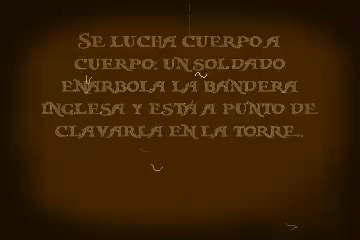 Se lucha cuerpo a
cuerpo: un soldado
enarbola la bandera
inglesa y está a punto de
clavarla en la torre...